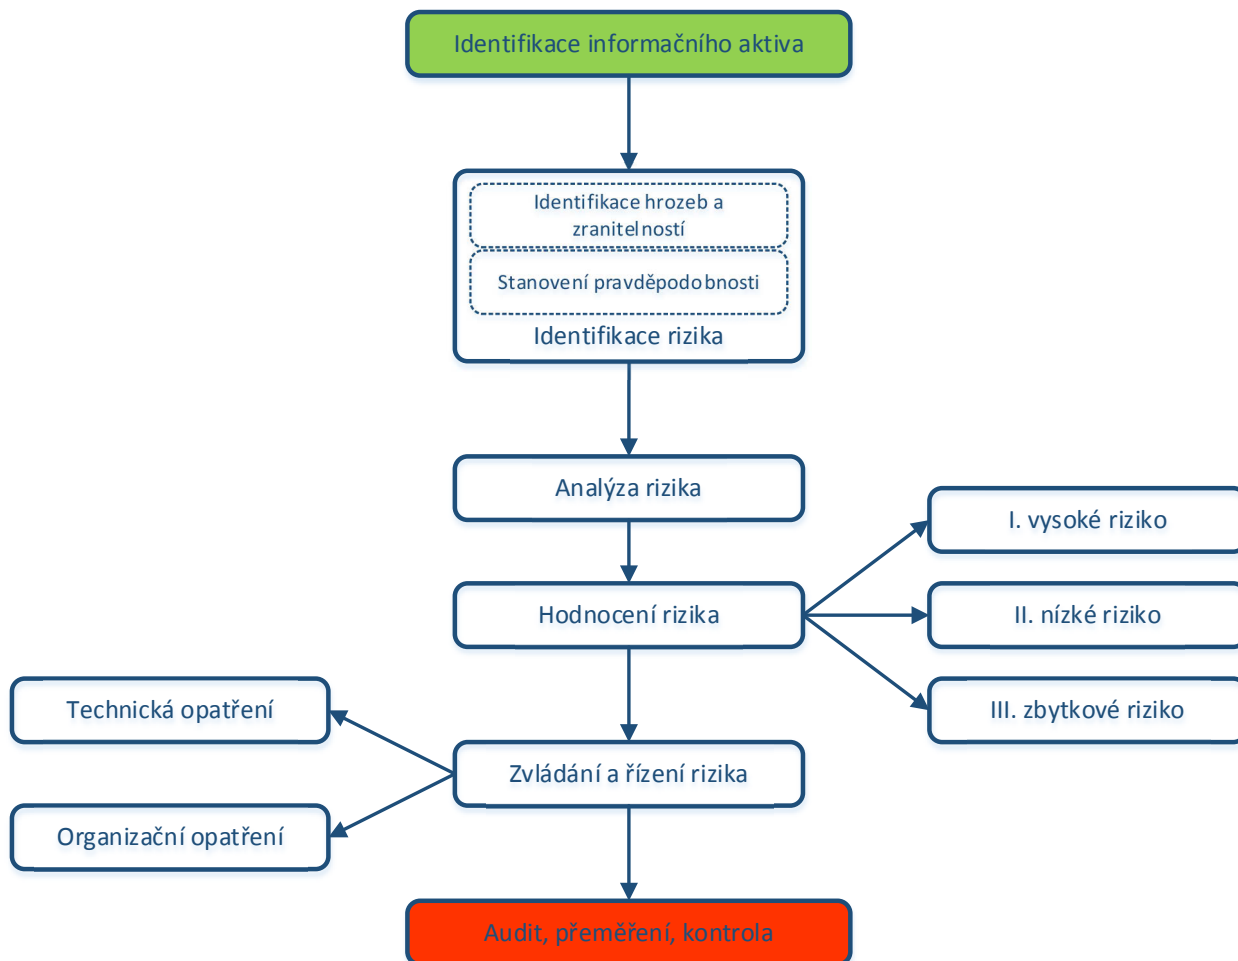 Identifikace informačního aktiva
Identifikace hrozeb a
zranitelností
Stanovení pravděpodobnosti
Identifikace rizika
Analýza rizika
I. vysoké riziko
Hodnocení rizika
II. nízké riziko
Technická opatření
III. zbytkové riziko
Zvládání a řízení rizika
Organizační opatření
Audit, přeměření, kontrola